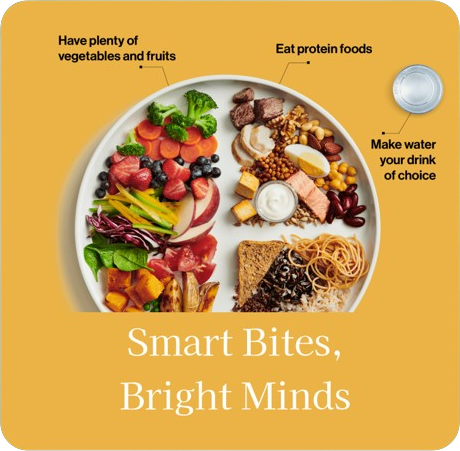 Have plenty of
vegetables and fruits
Eat protein foods
Make water
your drink
of choice
Smart Bites,
Bright Minds